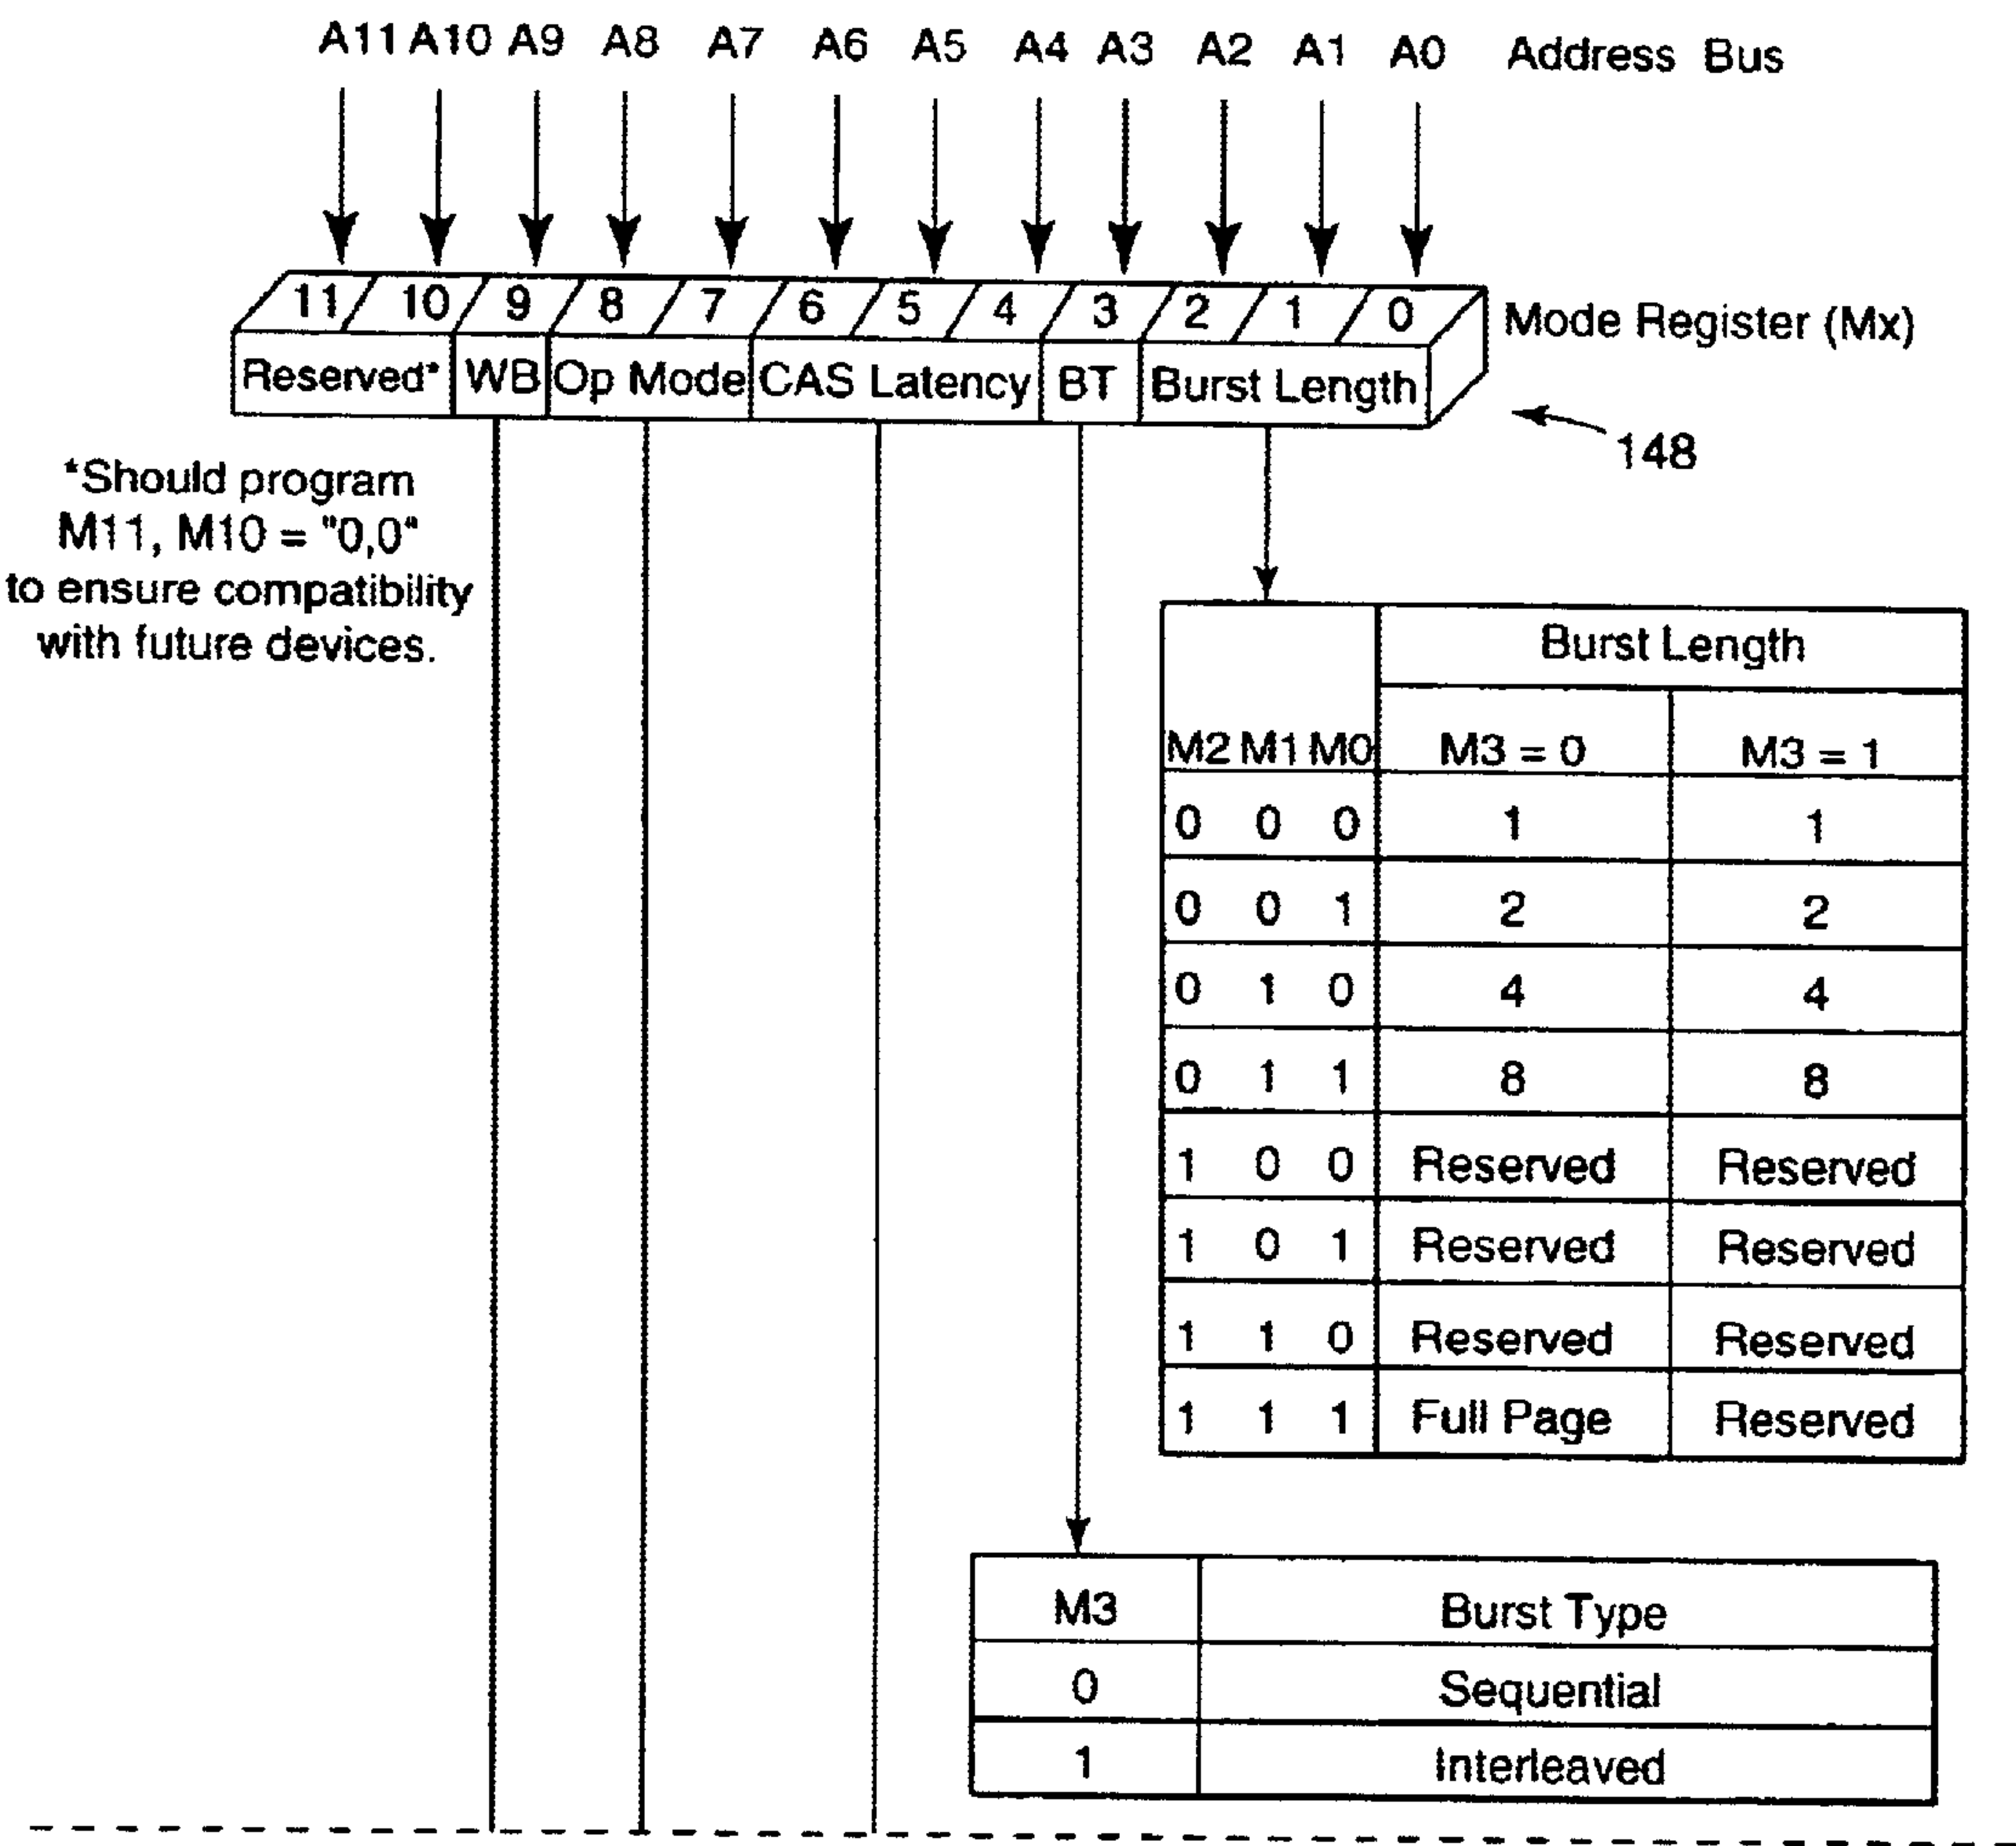 A11 A10 A9 A8 A7 A6 A5 A4 A3 A2 A1 A0 Address Bus
11 10 9 8 7 6 5 4 3 2 1 0 Mode Register (Mx)
Reserved* WB Op Mode CAS Latency BT Burst Length
148
*Should program
M11, M10 = "0,0"
to ensure compatibility
with future devices.
Burst Length
M2 M1 M0 M3 = 0 M3 = 1
0 0 0 1 1
0 0 1 2 2
0 1 0 4 4
0 1 1 8 8
1 0 0 Reserved Reserved
1 0 1 Reserved Reserved
1 1 0 Reserved Reserved
1 1 1 Full Page Reserved
M3 Burst Type
0 Sequential
1 Interleaved